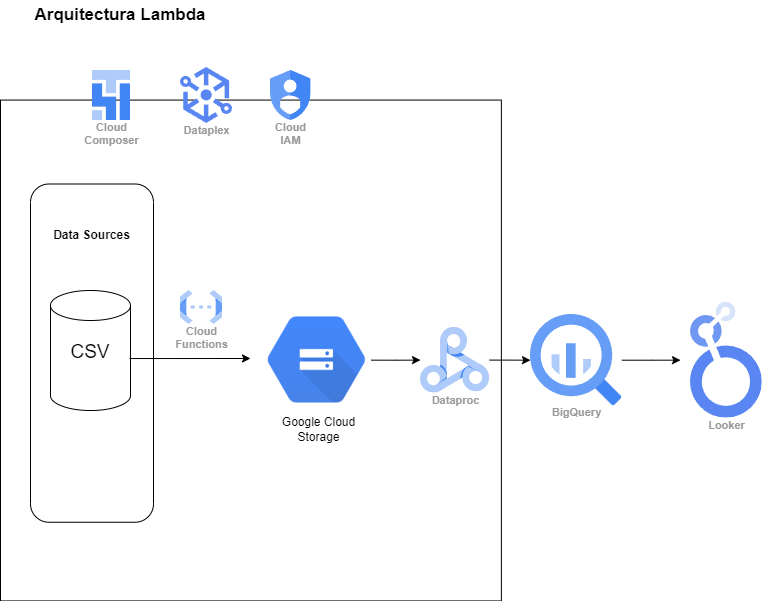 Arquitectura Lambda
Cloud
Composer
Dataplex
Cloud
IAM
Data Sources
CSV
Cloud
Functions
Google Cloud
Storage
Dataproc
BigQuery
Looker